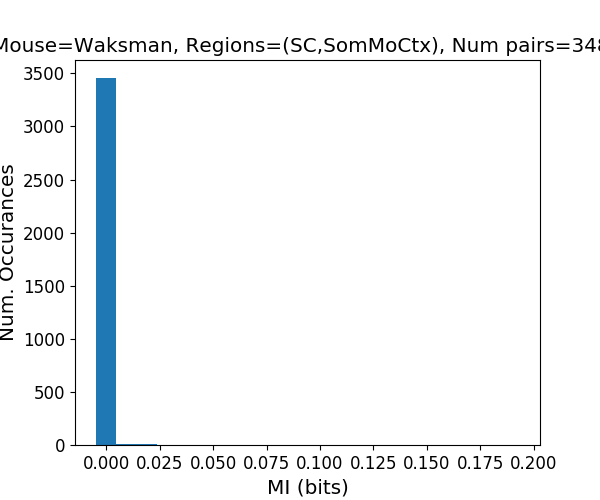 Mouse=Waksman, Regions=(SC,SomMoCtx), Num pairs=348
3500
3000
2500
2000
1500
1000
500
0
Num. Occurances
0.000 0.025 0.050 0.075 0.100 0.125 0.150 0.175 0.200
MI (bits)